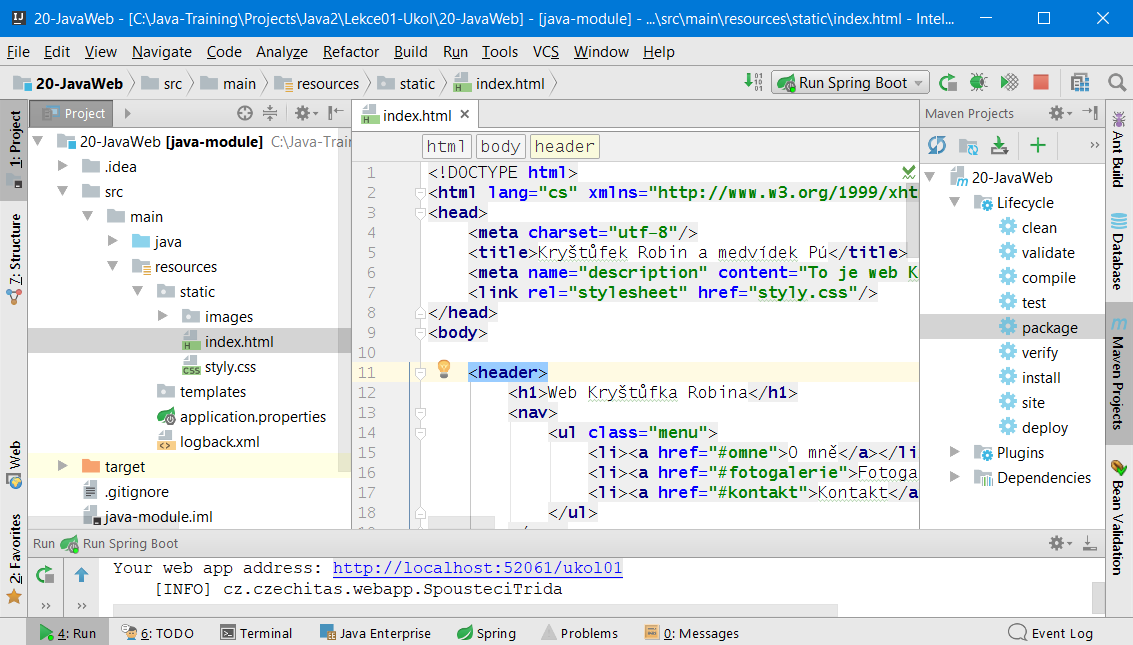 20-JavaWeb - [C:\Java-Training\Projects\Java2\Lekce01-Ukol\20-JavaWeb] - [java-module] - ...\src\main\resources\static\index.html - Intel...
File Edit View Navigate Code Analyze Refactor Build Run Tools VCS Window Help
20-JavaWeb src main resources static index.html Run Spring Boot
1: Project
Z: Structure
Web
2: Favorites
Project
20-JavaWeb [java-module] C:\Java-Train
.idea
src
main
java
resources
static
images
index.html
styly.css
templates
application.properties
logback.xml
target
.gitignore
java-module.iml
index.html
html body header
1 <!DOCTYPE html>
2 <html lang="cs" xmlns="http://www.w3.org/1999/xht
3 <head>
4 <meta charset="utf-8"/>
5 <title>Kryštůfek Robin a medvídek Pú</title>
6 <meta name="description" content="To je web K
7 <link rel="stylesheet" href="styly.css"/>
8 </head>
9 <body>
10
11 <header>
12 <h1>Web Kryštůfka Robina</h1>
13 <nav>
14 <ul class="menu">
15 <li><a href="#omne">O mně</a></li
16 <li><a href="#fotogalerie">Fotoga
17 <li><a href="#kontakt">Kontakt</a
18 </ul>
Maven Projects
20-JavaWeb
Lifecycle
clean
validate
compile
test
package
verify
install
site
deploy
Plugins
Dependencies
Ant Build
Database
Maven Projects
Bean Validation
Run Run Spring Boot
Your web app address: http://localhost:52061/ukol01
[INFO] cz.czechitas.webapp.SpousteciTrida
4: Run 6: TODO Terminal Java Enterprise Spring Problems 0: Messages Event Log